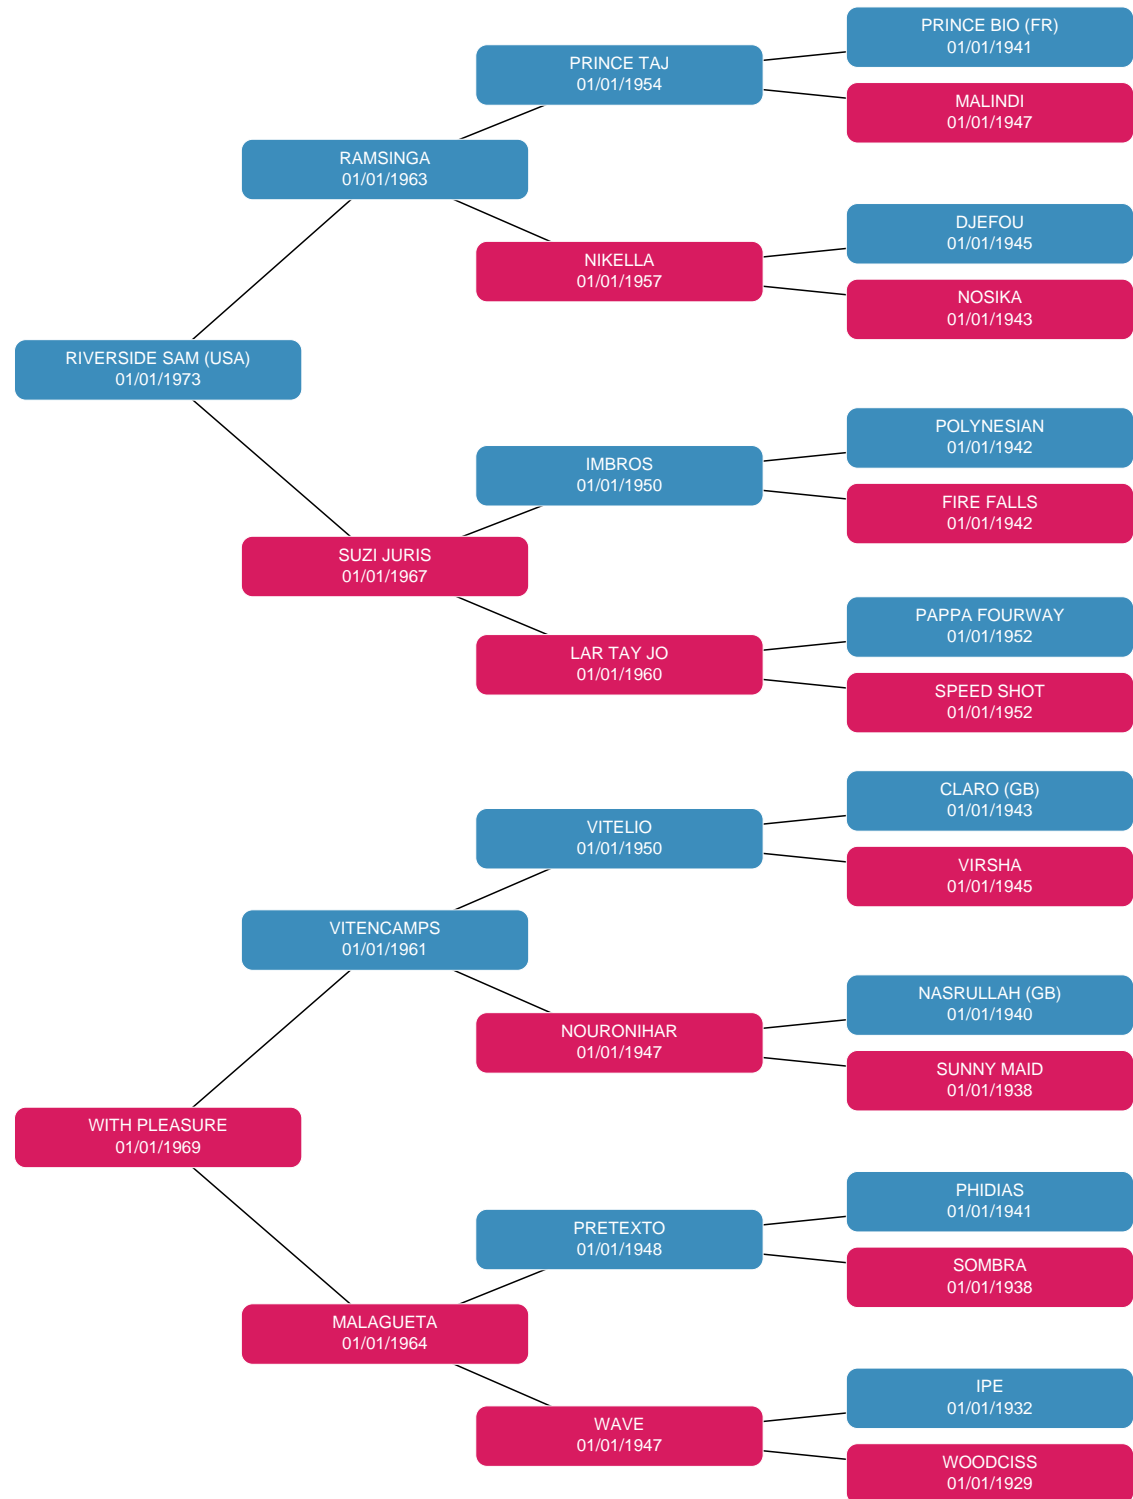 PRINCE BIO (FR)
01/01/1941
PRINCE TAJ
01/01/1954
MALINDI
01/01/1947
RAMSINGA
01/01/1963
DJEFOU
01/01/1945
NIKELLA
01/01/1957
NOSIKA
01/01/1943
RIVERSIDE SAM (USA)
01/01/1973
POLYNESIAN
01/01/1942
IMBROS
01/01/1950
FIRE FALLS
01/01/1942
SUZI JURIS
01/01/1967
PAPPA FOURWAY
01/01/1952
LAR TAY JO
01/01/1960
SPEED SHOT
01/01/1952
CLARO (GB)
01/01/1943
VITELIO
01/01/1950
VIRSHA
01/01/1945
VITENCAMPS
01/01/1961
NASRULLAH (GB)
01/01/1940
NOURONIHAR
01/01/1947
SUNNY MAID
01/01/1938
WITH PLEASURE
01/01/1969
PHIDIAS
01/01/1941
PRETEXTO
01/01/1948
SOMBRA
01/01/1938
MALAGUETA
01/01/1964
IPE
01/01/1932
WAVE
01/01/1947
WOODCISS
01/01/1929